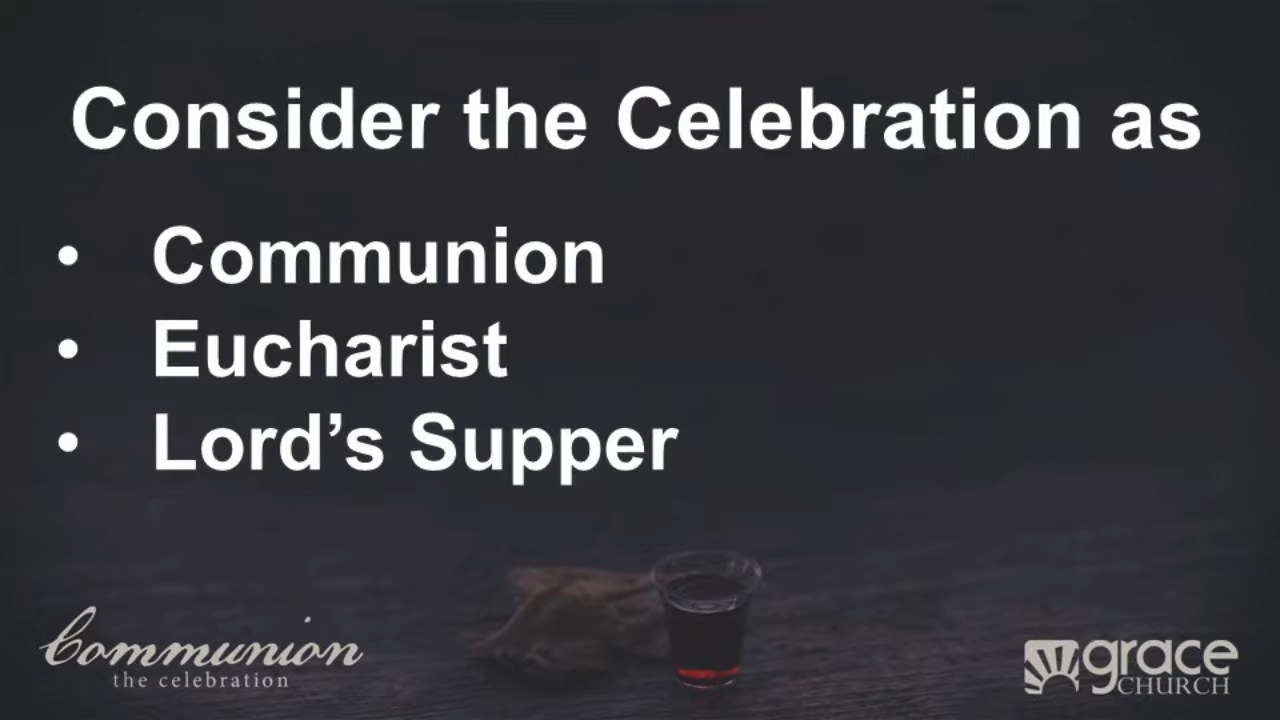 Consider the Celebration as
• Communion
• Eucharist
• Lord’s Supper
Communion
the celebration
grace
CHURCH